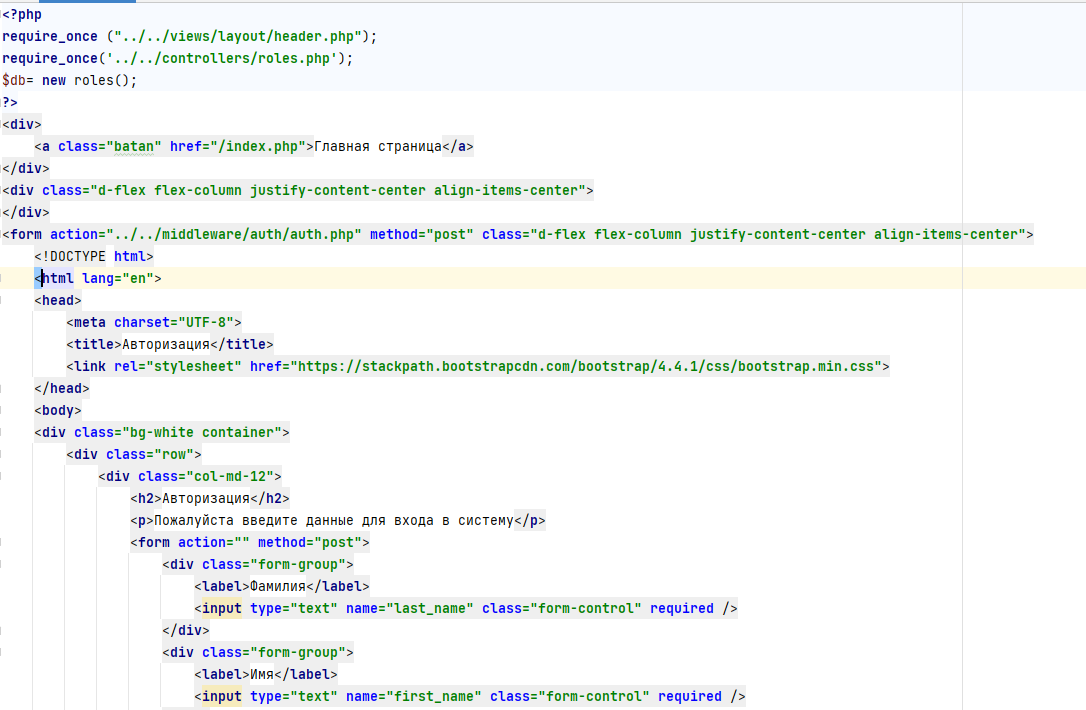 <?php
require_once ("../../views/layout/header.php");
require_once('../../controllers/roles.php');
$db= new roles();
?>
<div>
<a class="batan" href="/index.php">Главная страница</a>
</div>
<div class="d-flex flex-column justify-content-center align-items-center">
</div>
<form action="../../middleware/auth/auth.php" method="post" class="d-flex flex-column justify-content-center align-items-center">
<!DOCTYPE html>
<html lang="en">
<head>
<meta charset="UTF-8">
<title>Авторизация</title>
<link rel="stylesheet" href="https://stackpath.bootstrapcdn.com/bootstrap/4.4.1/css/bootstrap.min.css">
</head>
<body>
<div class="bg-white container">
<div class="row">
<div class="col-md-12">
<h2>Авторизация</h2>
<p>Пожалуйста введите данные для входа в систему</p>
<form action="" method="post">
<div class="form-group">
<label>Фамилия</label>
<input type="text" name="last_name" class="form-control" required />
</div>
<div class="form-group">
<label>Имя</label>
<input type="text" name="first_name" class="form-control" required />